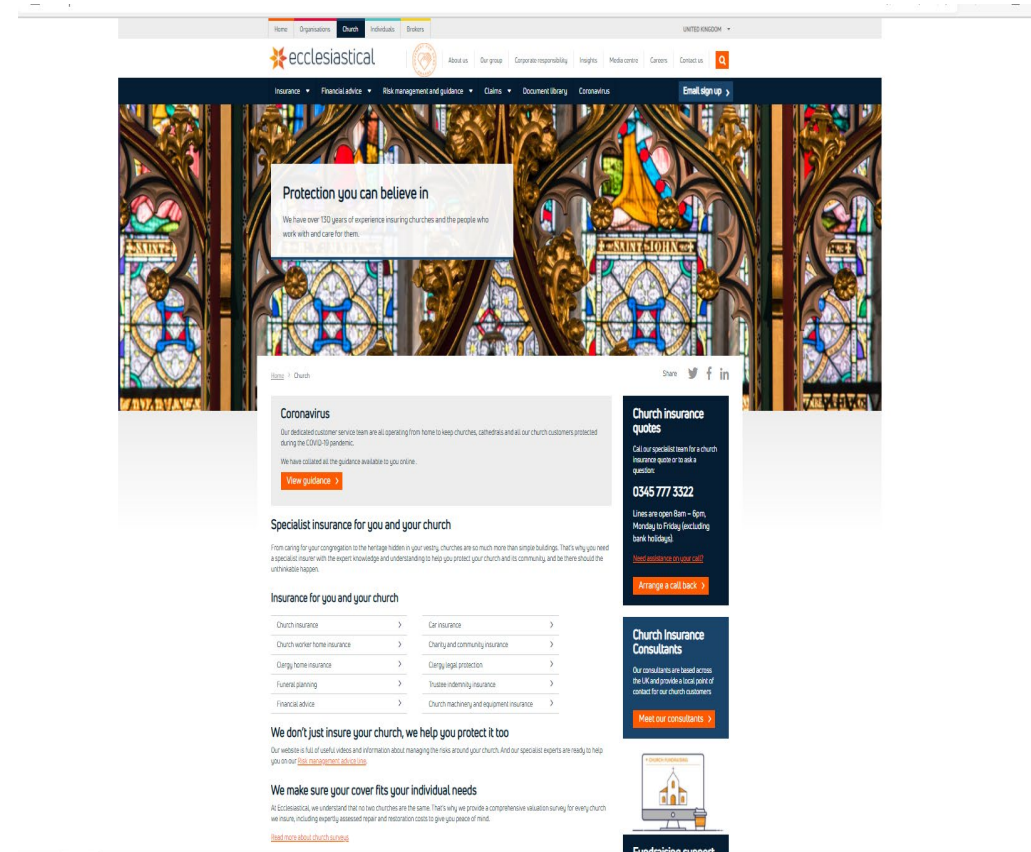 Home Organisations Church Individuals Brokers UNITED KINGDOM
ecclesiastical
About us Our group Corporate responsibility Insights Media centre Careers Contact us
Insurance Financial advice Risk management and guidance Claims Document library Coronavirus Email sign up
Protection you can believe in
We have over 130 years of experience insuring churches and the people who
work with and care for them.
SAINT
SAINT JOHN
Home > Church
Share
Coronavirus
Our dedicated customer service team are all operating from home to keep churches, cathedrals and all our church customers protected
during the COVID-19 pandemic.
We have collated all the guidance available to you online .
View guidance >
Specialist insurance for you and your church
From caring for your congregation to the heritage hidden in your vestry, churches are so much more than simple buildings. That's why you need
a specialist insurer with the expert knowledge and understanding to help you protect your church and its community, and be there should the
unthinkable happen.
Insurance for you and your church
Church insurance > Car insurance >
Church worker home insurance > Charity and community insurance >
Clergy home insurance > Clergy legal protection >
Funeral planning > Trustee indemnity insurance >
Financial advice > Church machinery and equipment insurance >
We don't just insure your church, we help you protect it too
Our website is full of useful videos and information about managing the risks around your church. And our specialist experts are ready to help
you on our Risk management advice line.
We make sure your cover fits your individual needs
At Ecclesiastical, we understand that no two churches are the same. That's why we provide a comprehensive valuation survey for every church
we insure, including expertly assessed repair and restoration costs to give you peace of mind.
Read more about church surveys
Church insurance
quotes
Call our specialist team for a church
insurance quote or to ask a
question:
0345 777 3322
Lines are open 8am – 6pm,
Monday to Friday (excluding
bank holidays).
Need assistance on your call?
Arrange a call back >
Church Insurance
Consultants
Our consultants are based across
the UK and provide a local point of
contact for our church customers
Meet our consultants >
CHURCH FUNDRAISING
Fundraising support